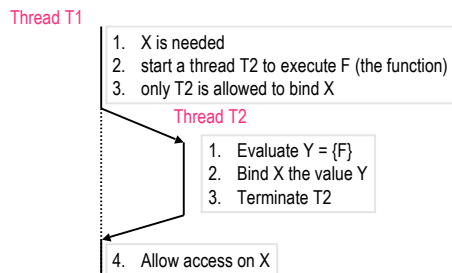 Thread T1
1. X is needed
2. start a thread T2 to execute F (the function)
3. only T2 is allowed to bind X
Thread T2
1. Evaluate Y = {F}
2. Bind X the value Y
3. Terminate T2
4. Allow access on X